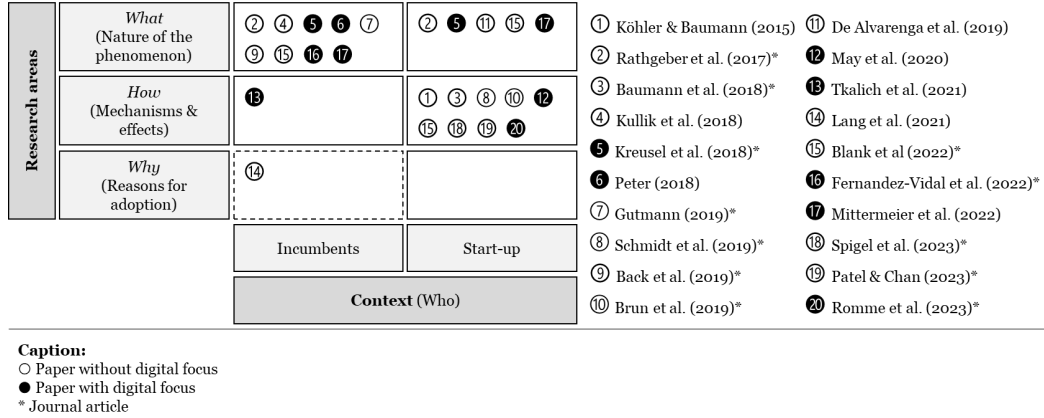 Research areas
What
(Nature of the
phenomenon)
② ④ ❺ ❻ ⑦
⑨ ⑮ ⓰ ⓱
② ❺ ⑪ ⑮ ⓱
How
(Mechanisms &
effects)
⓭
① ③ ⑧ ⑩ ⓬
⑮ ⑱ ⑲ ⓴
Why
(Reasons for
adoption)
⑭
Incumbents
Start-up
Context (Who)
① Köhler & Baumann (2015)
② Rathgeber et al. (2017)*
③ Baumann et al. (2018)*
④ Kullik et al. (2018)
❺ Kreusel et al. (2018)*
❻ Peter (2018)
⑦ Gutmann (2019)*
⑧ Schmidt et al. (2019)*
⑨ Back et al. (2019)*
⑩ Brun et al. (2019)*
⑪ De Alvarenga et al. (2019)
⓬ May et al. (2020)
⓭ Tkalich et al. (2021)
⑭ Lang et al. (2021)
⑮ Blank et al (2022)*
⓰ Fernandez-Vidal et al. (2022)*
⓱ Mittermeier et al. (2022)
⑱ Spigel et al. (2023)*
⑲ Patel & Chan (2023)*
⓴ Romme et al. (2023)*
Caption:
○ Paper without digital focus
● Paper with digital focus
* Journal article